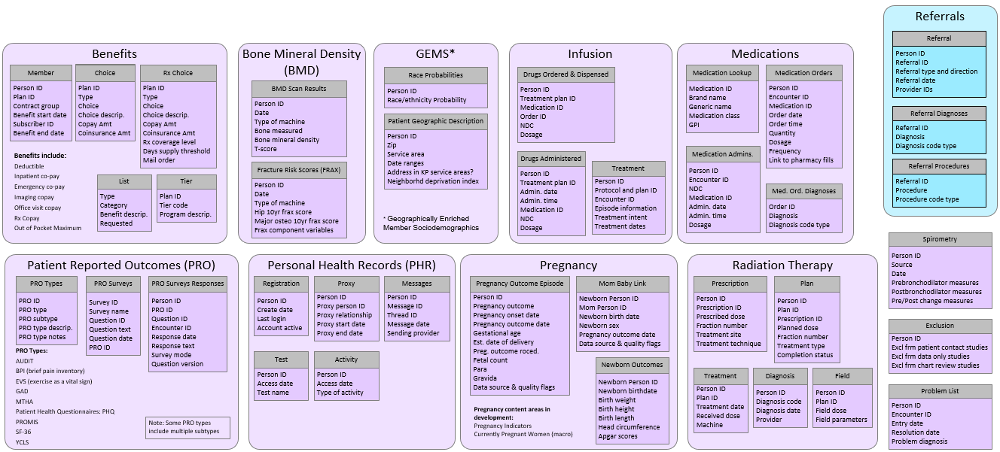 Referrals
Referral
Person ID
Referral ID
Referral type and direction
Referral date
Provider IDs
Referral Diagnoses
Referral ID
Diagnosis
Diagnosis code type
Referral Procedures
Referral ID
Procedure
Procedure code type
Benefits
Member
Person ID
Plan ID
Contract group
Benefit start date
Subscriber ID
Benefit end date
Choice
Plan ID
Type
Choice
Choice descrip.
Copay Amt
Coinsurance Amt
Rx Choice
Plan ID
Type
Choice
Choice descrip.
Copay Amt
Coinsurance Amt
Rx coverage level
Days supply threshold
Mail order
Benefits include:
Deductible
Inpatient co-pay
Emergency co-pay
Imaging copay
Office visit copay
Rx Copay
Out of Pocket Maximum
List
Type
Category
Benefit descrip.
Requested
Tier
Plan ID
Tier code
Program descrip.
Bone Mineral Density
(BMD)
BMD Scan Results
Person ID
Date
Type of machine
Bone measured
Bone mineral density
T-score
Fracture Risk Scores (FRAX)
Person ID
Date
Type of machine
Hip 10yr frax score
Major osteo 10yr frax score
Frax component variables
GEMS*
Race Probabilities
Person ID
Race/ethnicity Probability
Patient Geographic Description
Person ID
Zip
Service area
Date ranges
Address in KP service areas?
Neighborhd deprivation index
* Geographically Enriched
Member Sociodemographics
Infusion
Drugs Ordered & Dispensed
Person ID
Treatment plan ID
Medication ID
Order ID
NDC
Dosage
Drugs Administered
Person ID
Treatment plan ID
Admin. date
Admin. time
Medication ID
NDC
Dosage
Treatment
Person ID
Protocol and plan ID
Encounter ID
Episode information
Treatment intent
Treatment dates
Medications
Medication Lookup
Medication ID
Brand name
Generic name
Medication class
GPI
Medication Orders
Person ID
Encounter ID
Medication ID
Order date
Order time
Quantity
Dosage
Frequency
Link to pharmacy fills
Medication Admins.
Person ID
Encounter ID
NDC
Medication ID
Admin. date
Admin. time
Dosage
Med. Ord. Diagnoses
Order ID
Diagnosis
Diagnosis code type
Patient Reported Outcomes (PRO)
PRO Types
PRO ID
PRO type
PRO subtype
PRO type descrip.
PRO type notes
PRO Surveys
Survey ID
Survey name
Question ID
Question text
Question date
PRO ID
PRO Surveys Responses
Person ID
PRO ID
Question ID
Encounter ID
Response date
Response text
Survey mode
Question version
PRO Types:
AUDIT
BPI (brief pain inventory)
EVS (exercise as a vital sign)
GAD
MTHA
Patient Health Questionnaires: PHQ
PROMIS
SF-36
YCLS
Note: Some PRO types
include multiple subtypes
Personal Health Records (PHR)
Registration
Person ID
Create date
Last login
Account active
Proxy
Person ID
Proxy person ID
Proxy relationship
Proxy start date
Proxy end date
Messages
Person ID
Message ID
Thread ID
Message date
Sending provider
Test
Person ID
Access date
Test name
Activity
Person ID
Access date
Type of activity
Pregnancy
Pregnancy Outcome Episode
Person ID
Pregnancy outcome
Pregnancy onset date
Pregnancy outcome date
Gestational age
Est. date of delivery
Preg. outcome roced.
Fetal count
Para
Gravida
Data source & quality flags
Mom Baby Link
Newborn Person ID
Mom Person ID
Newborn birth date
Newborn sex
Pregnancy outcome date
Data source & quality flags
Newborn Outcomes
Newborn Person ID
Newborn birthdate
Birth weight
Birth height
Birth length
Head circumference
Apgar scores
Pregnancy content areas in
development:
Pregnancy Indicators
Currently Pregnant Women (macro)
Radiation Therapy
Prescription
Person ID
Prescription ID
Prescribed dose
Fraction number
Treatment site
Treatment technique
Plan
Person ID
Plan ID
Prescription ID
Planned dose
Fraction number
Treatment type
Completion status
Treatment
Person ID
Plan ID
Treatment date
Received dose
Machine
Diagnosis
Person ID
Diagnosis code
Diagnosis date
Provider
Field
Person ID
Plan ID
Field dose
Field parameters
Spirometry
Person ID
Source
Date
Prebronchodilator measures
Postbronchodilator measures
Pre/Post change measures
Exclusion
Person ID
Excl frm patient contact studies
Excl frm data only studies
Excl frm chart review studies
Problem List
Person ID
Encounter ID
Entry date
Resolution date
Problem diagnosis